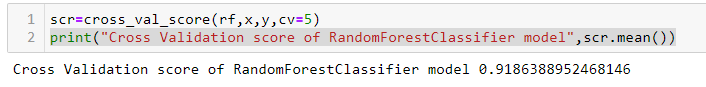 1 scr=cross_val_score(rf,x,y,cv=5)
2 print("Cross Validation score of RandomForestClassifier model",scr.mean())
Cross Validation score of RandomForestClassifier model 0.9186388952468146